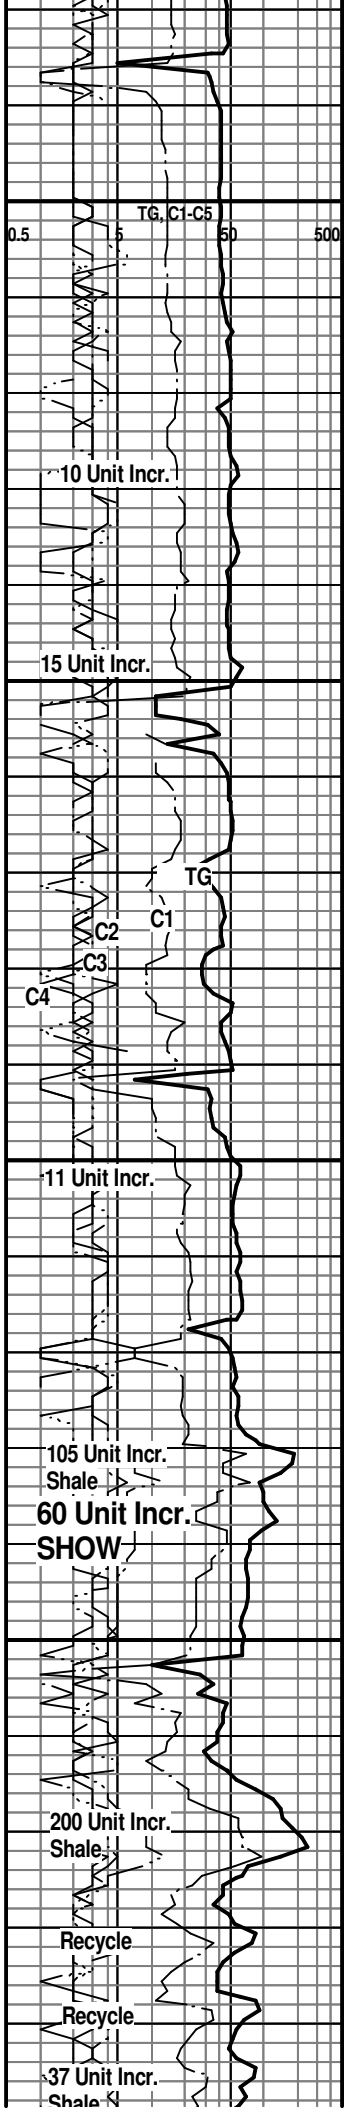 TG, C1-C5
0.5 5 50 500
10 Unit Incr.
15 Unit Incr.
TG
C1
C2
C3
C4
11 Unit Incr.
105 Unit Incr.
Shale
60 Unit Incr.
SHOW
200 Unit Incr.
Shale
Recycle
Recycle
37 Unit Incr.
Shale